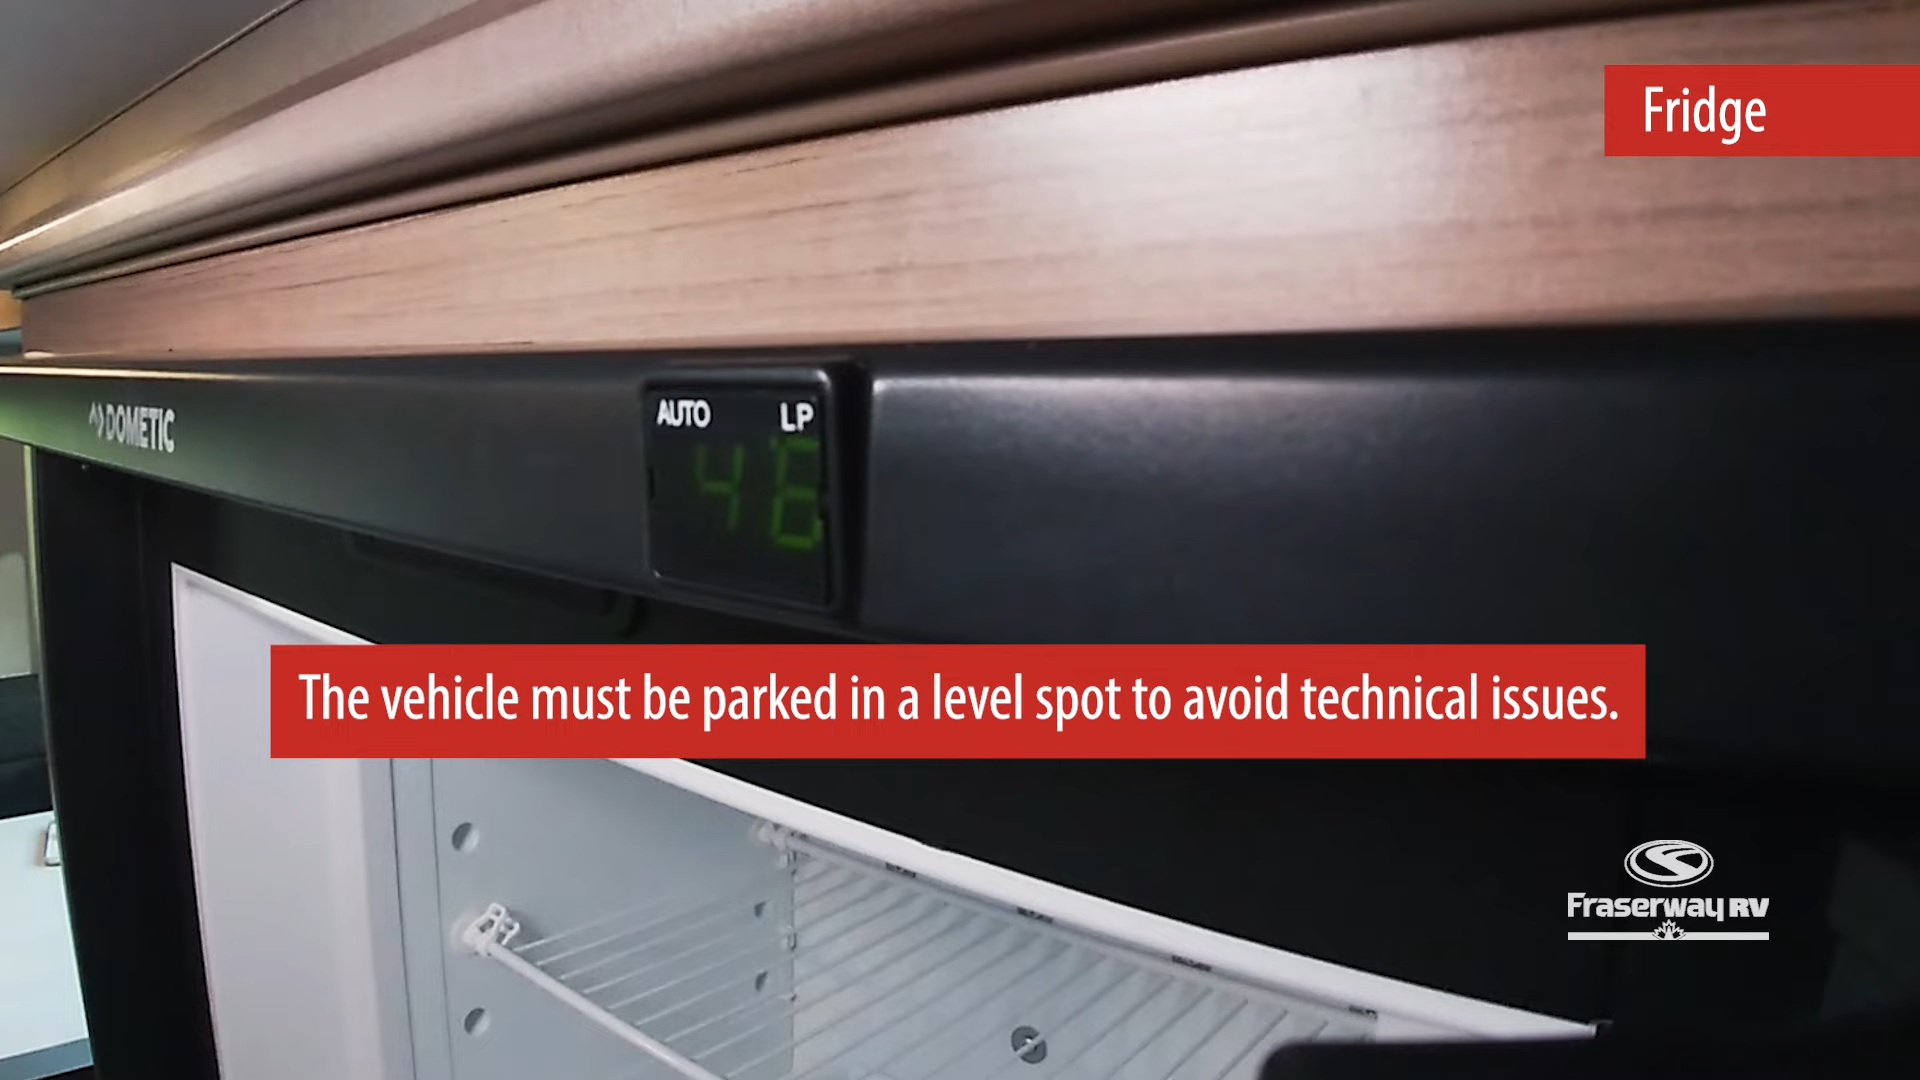 Fridge
DOMETIC
AUTO LP
46
The vehicle must be parked in a level spot to avoid technical issues.
Fraserway RV